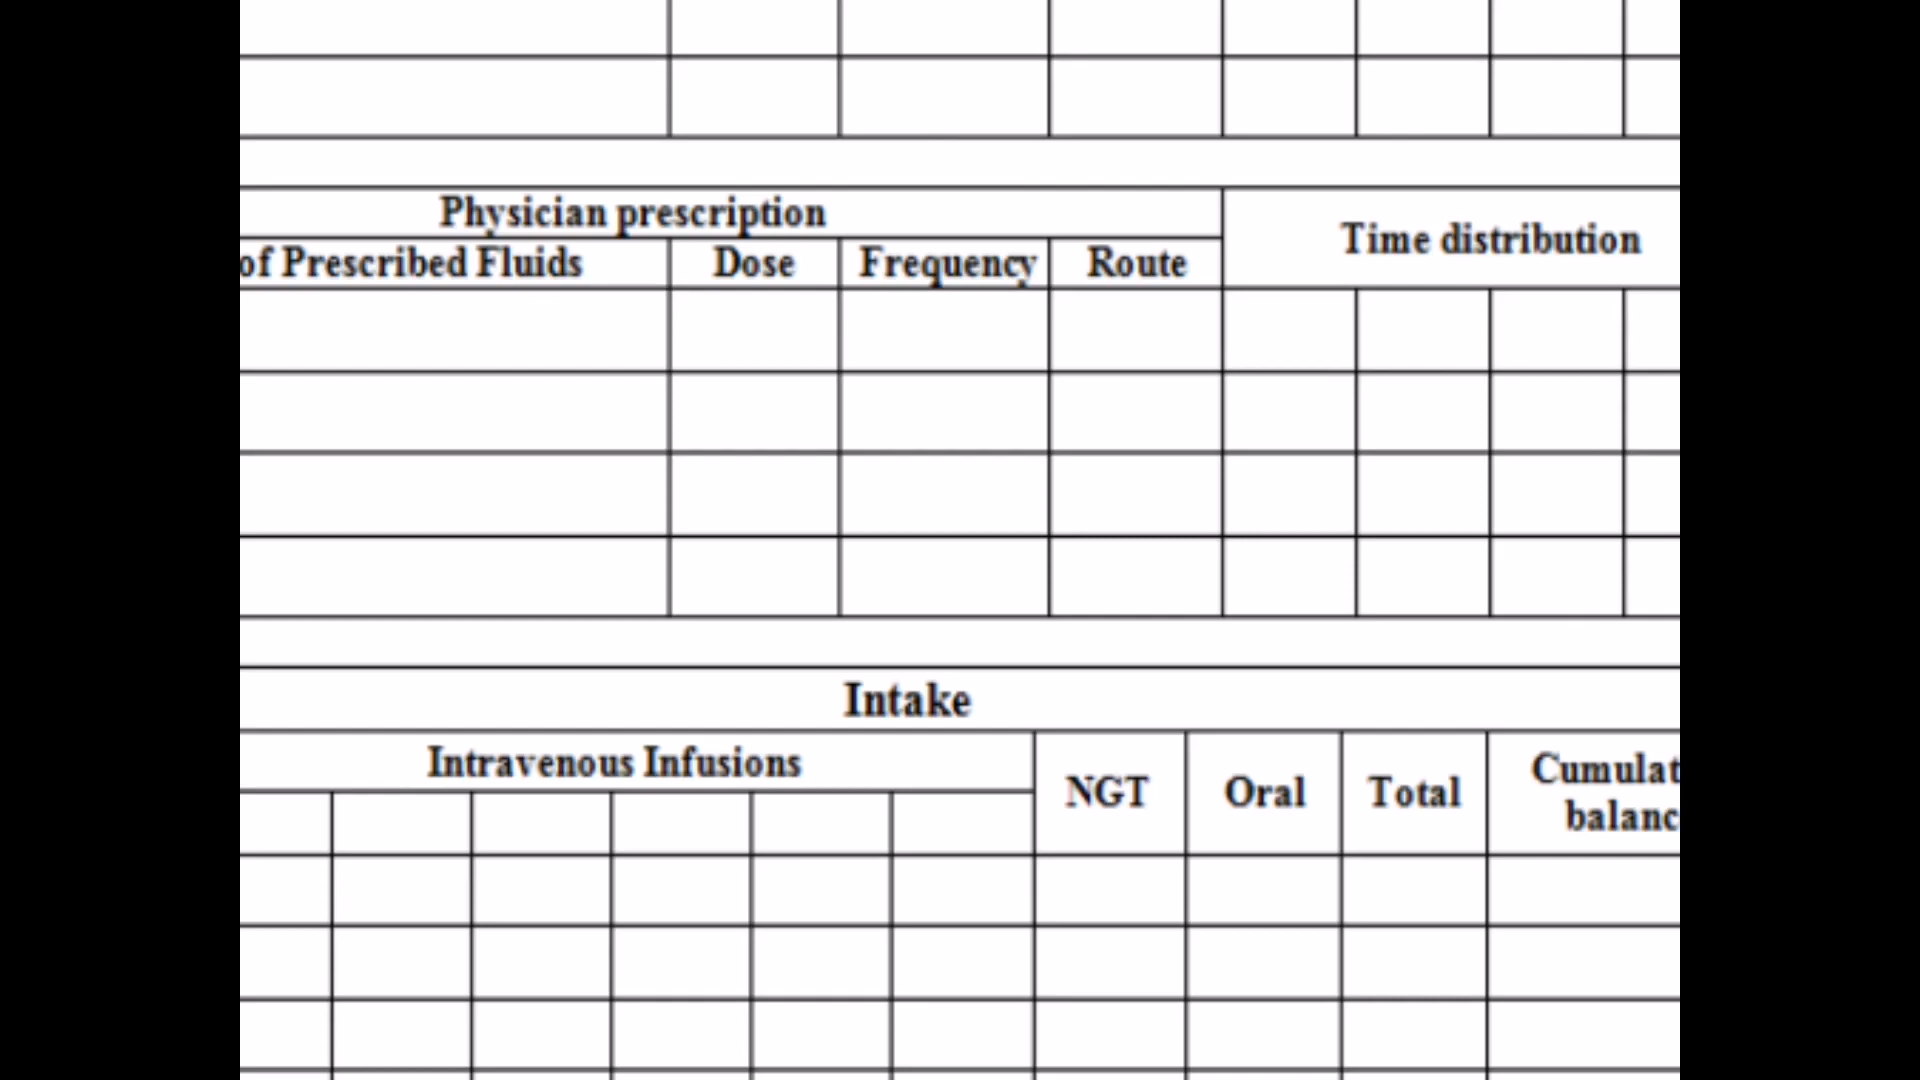 Physician prescription
Time distribution
of Prescribed Fluids Dose Frequency Route
Intake
Intravenous Infusions NGT Oral Total
Cumulat
balanc